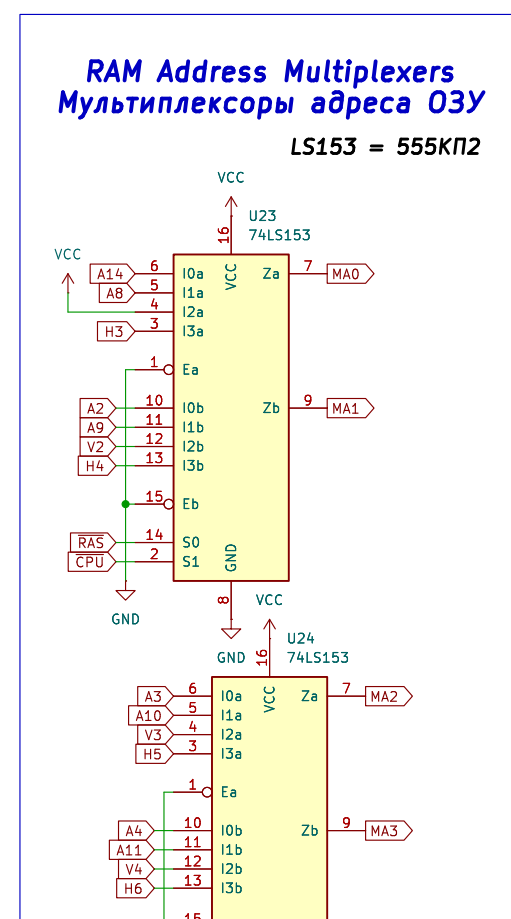 RAM Address Multiplexers
Мультиплексоры адреса ОЗУ
LS153 = 555КП2
VCC
U23
74LS153
16
VCC
VCC
A14 6 I0a Za 7 MA0
A8 5 I1a
4 I2a
H3 3 I3a
1 Ea
A2 10 I0b Zb 9 MA1
A9 11 I1b
V2 12 I2b
H4 13 I3b
15 Eb
RAS 14 S0
CPU 2 S1
GND
8
GND
VCC
GND
U24
74LS153
16
VCC
A3 6 I0a Za 7 MA2
A10 5 I1a
V3 4 I2a
H5 3 I3a
1 Ea
A4 10 I0b Zb 9 MA3
A11 11 I1b
V4 12 I2b
H6 13 I3b
15